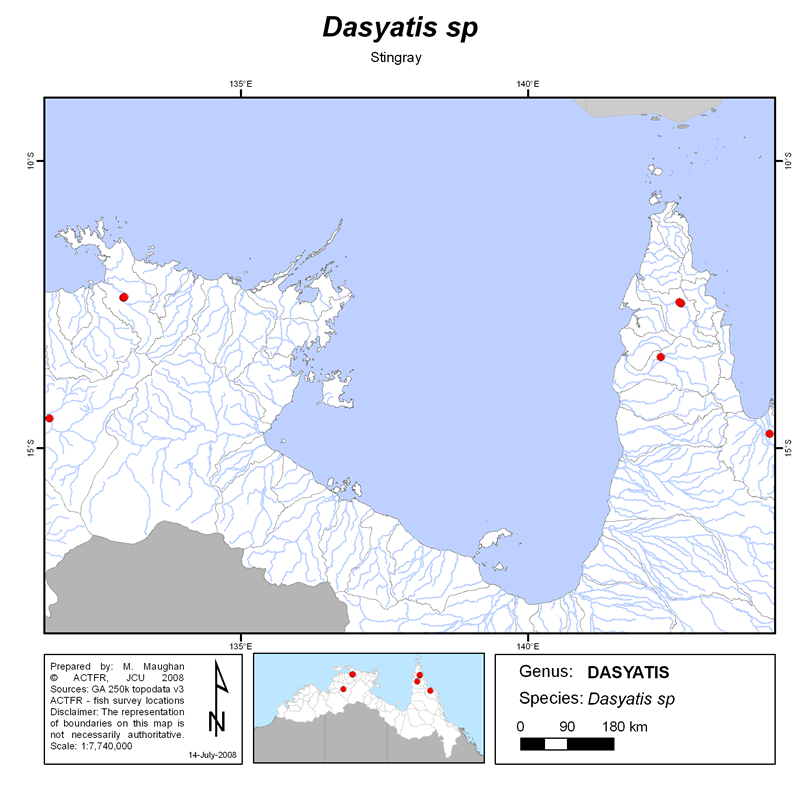 Dasyatis sp
Stingray
135°E 140°E
10°S 10°S
15°S 15°S
135°E 140°E
Prepared by: M. Maughan
© ACTFR, JCU 2008
Sources: GA 250k topodata v3
ACTFR - fish survey locations
Disclaimer: The representation
of boundaries on this map is
not necessarily authoritative.
Scale: 1:7,740,000
14-July-2008
N
Genus: DASYATIS
Species: Dasyatis sp
0 90 180 km